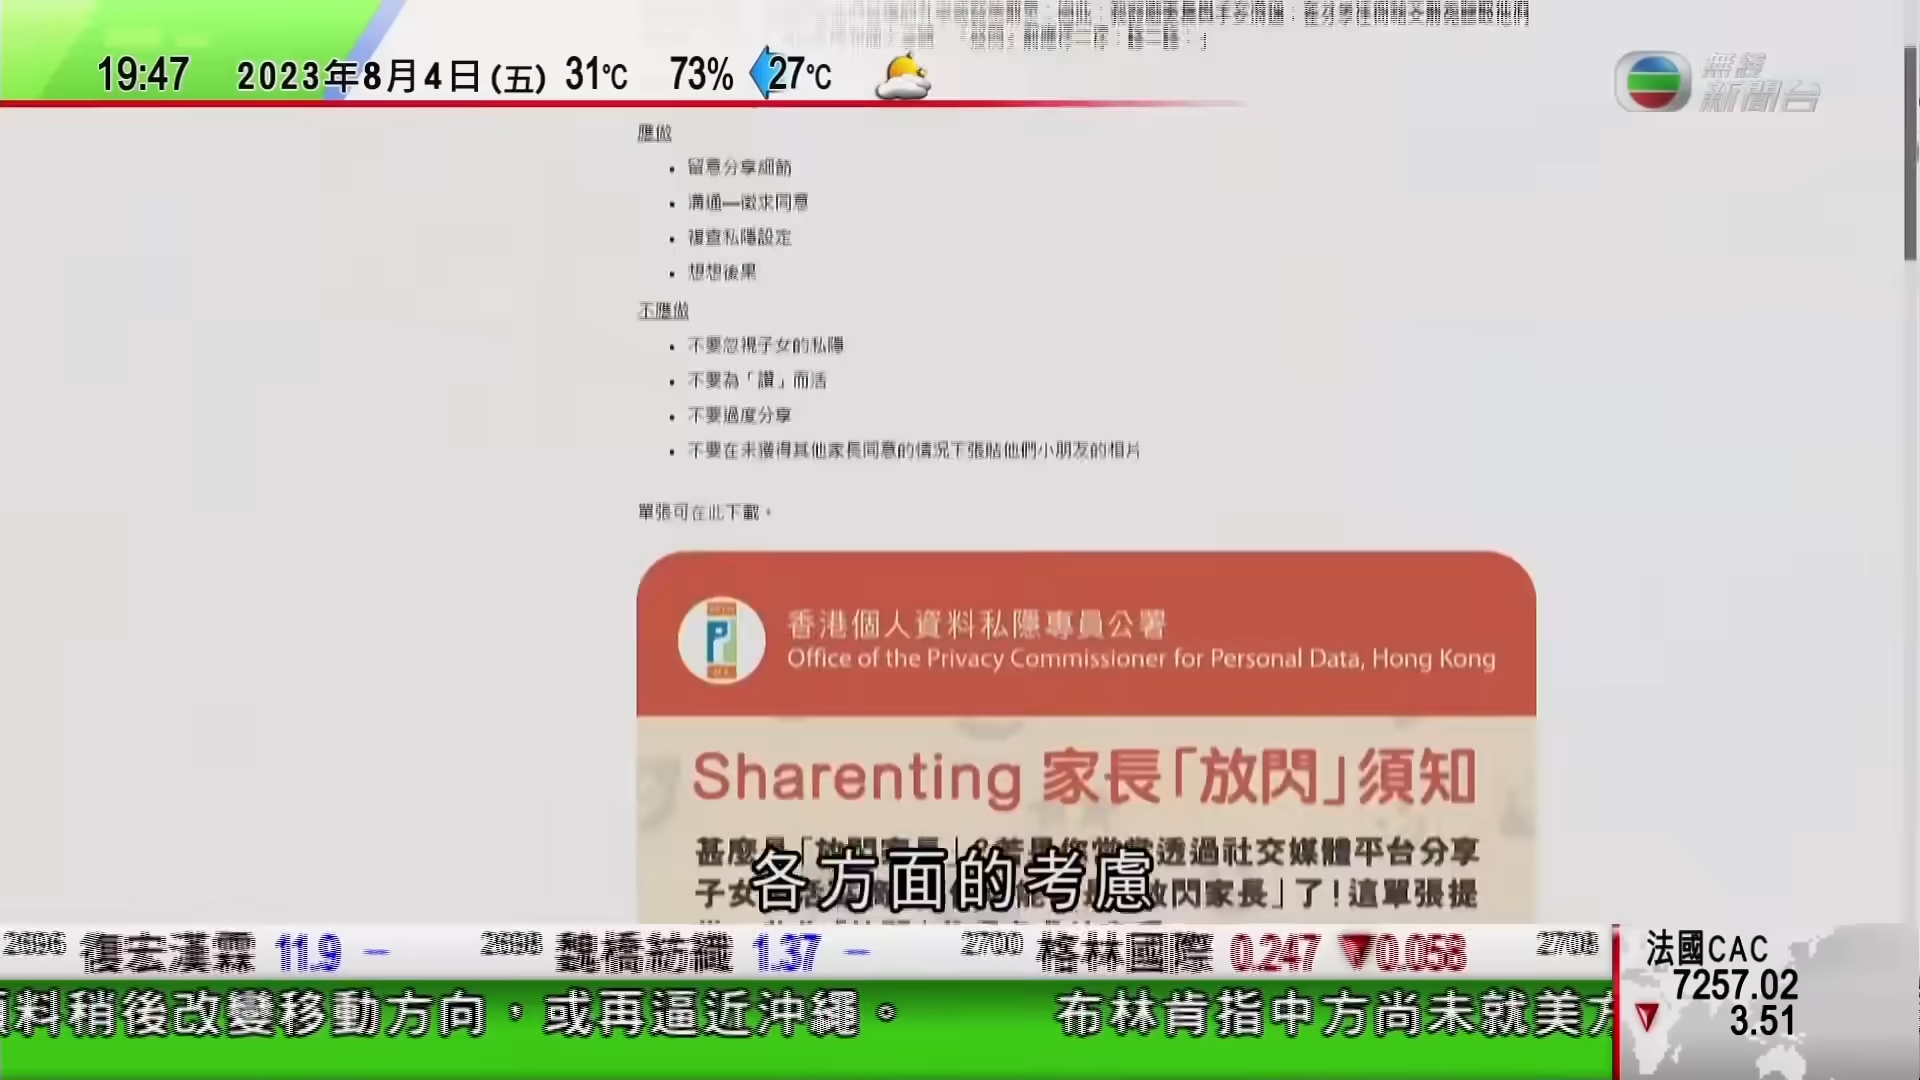 19:47 2023年8月4日(五) 31℃ 73% 27℃
無綫新聞台
應做
• 留意分享細節
• 溝通—徵求同意
• 複查私隱設定
• 想想後果
不應做
• 不要忽視子女的私隱
• 不要為「讚」而活
• 不要過度分享
• 不要在未獲得其他家長同意的情況下張貼他們小朋友的相片
單張可在此下載。
香港個人資料私隱專員公署
Office of the Privacy Commissioner for Personal Data, Hong Kong
Sharenting 家長「放閃」須知
透過社交媒體平台分享
放閃家長」了!這單張提
各方面的考慮
2696 復宏漢霖 11.9 – 2698 魏橋紡織 1.37 – 2700 格林國際 0.247 ▼0.058 2708
料稍後改變移動方向，或再逼近沖繩。 布林肯指中方尚未就美方
法國CAC
7257.02
▼ 3.51